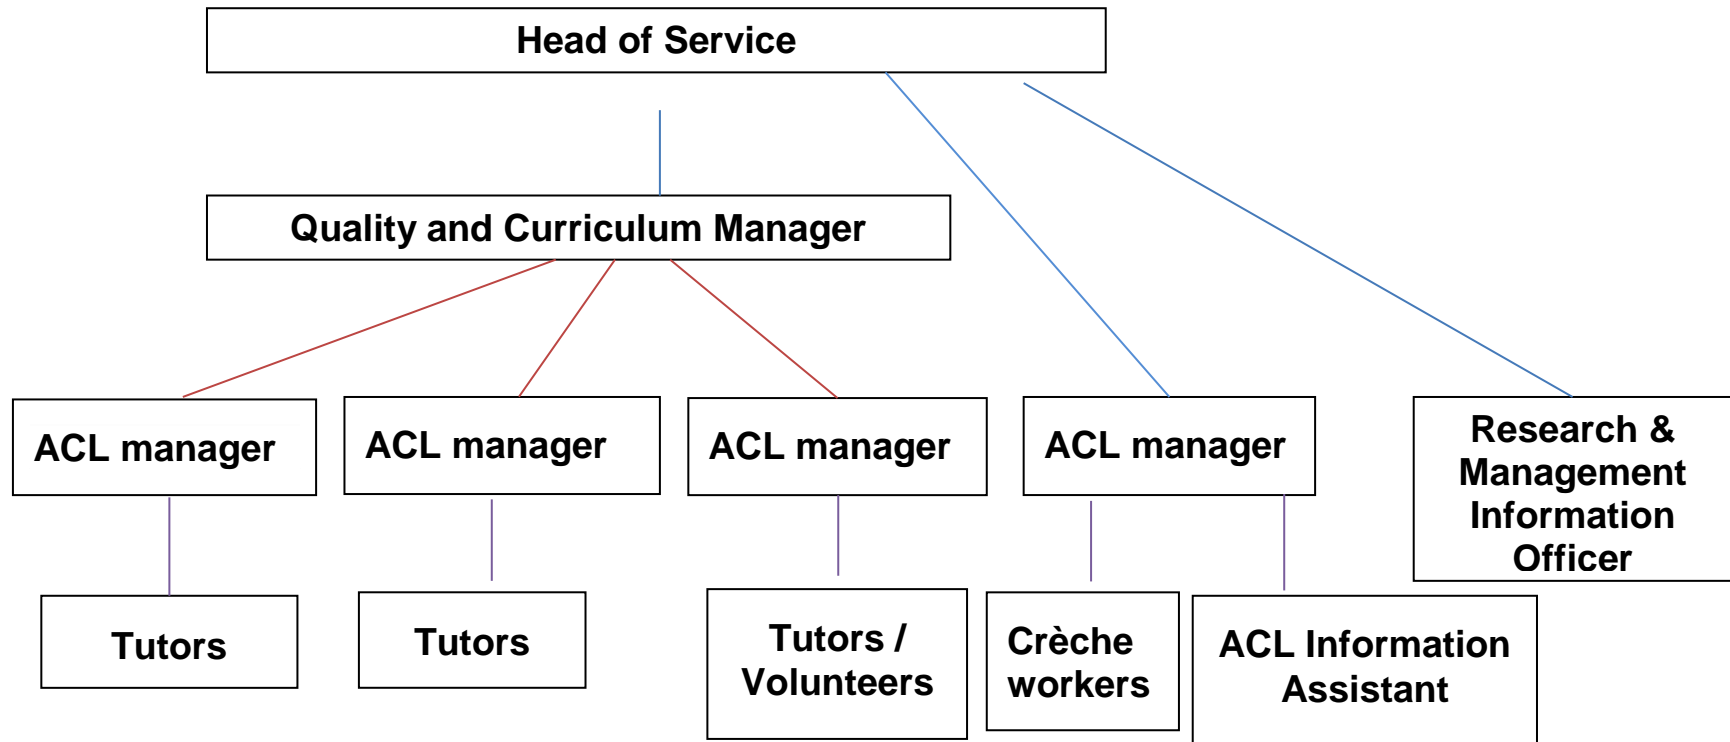 Head of Service
Quality and Curriculum Manager
ACL manager
ACL manager
ACL manager
ACL manager
Research &
Management
Information
Officer
Tutors
Tutors
Tutors /
Volunteers
Crèche
workers
ACL Information
Assistant